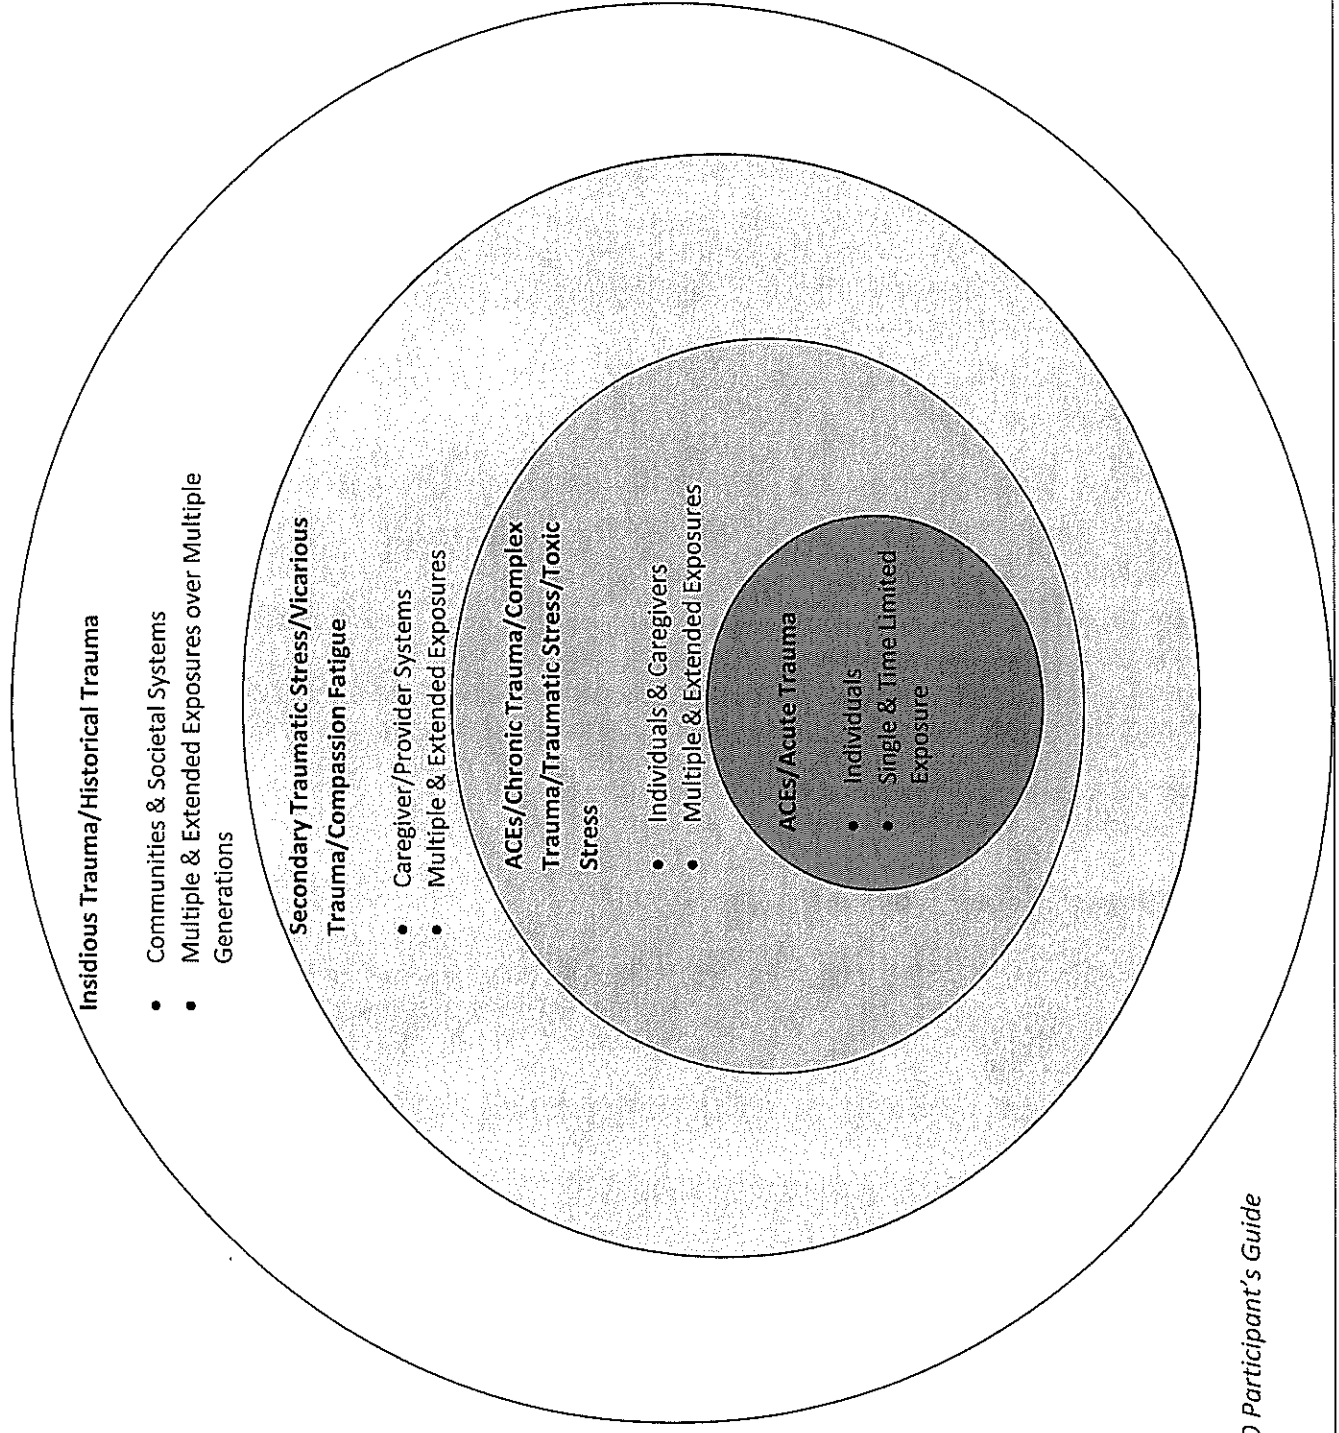 Insidious Trauma/Historical Trauma
• Communities & Societal Systems
• Multiple & Extended Exposures over Multiple
Generations
Secondary Traumatic Stress/Vicarious
Trauma/Compassion Fatigue
• Caregiver/Provider Systems
• Multiple & Extended Exposures
ACEs/Chronic Trauma/Complex
Trauma/Traumatic Stress/Toxic
Stress
• Individuals & Caregivers
• Multiple & Extended Exposures
ACEs/Acute Trauma
• Individuals
• Single & Time Limited
Exposure
Participant's Guide